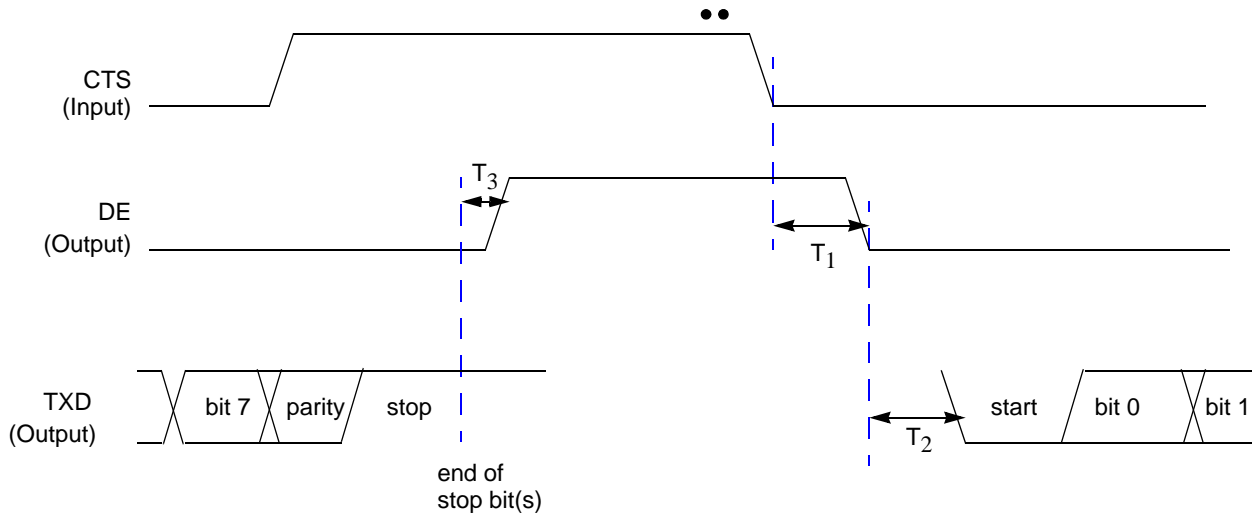 CTS
(Input)
T3
DE
(Output)
T1
TXD
(Output)
bit 7
parity
stop
start
bit 0
bit 1
T2
end of
stop bit(s)